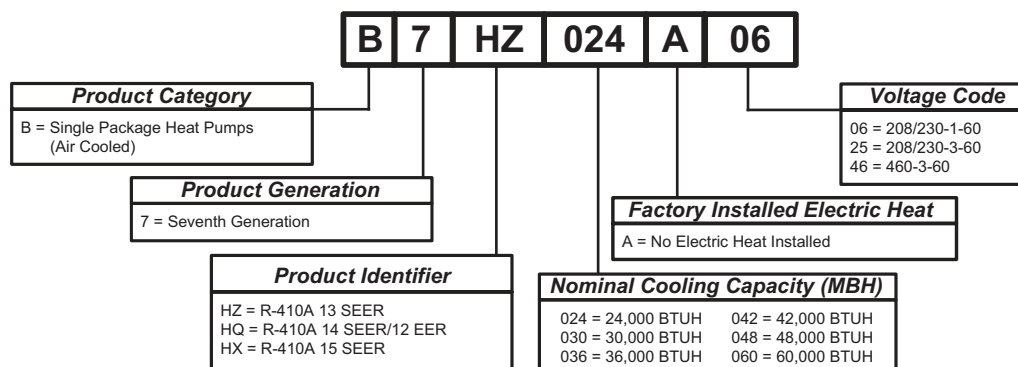 B 7 HZ 024 A 06
Product Category
B = Single Package Heat Pumps
(Air Cooled)
Voltage Code
06 = 208/230-1-60
25 = 208/230-3-60
46 = 460-3-60
Product Generation
7 = Seventh Generation
Factory Installed Electric Heat
A = No Electric Heat Installed
Product Identifier
HZ = R-410A 13 SEER
HQ = R-410A 14 SEER/12 EER
HX = R-410A 15 SEER
Nominal Cooling Capacity (MBH)
024 = 24,000 BTUH 042 = 42,000 BTUH
030 = 30,000 BTUH 048 = 48,000 BTUH
036 = 36,000 BTUH 060 = 60,000 BTUH